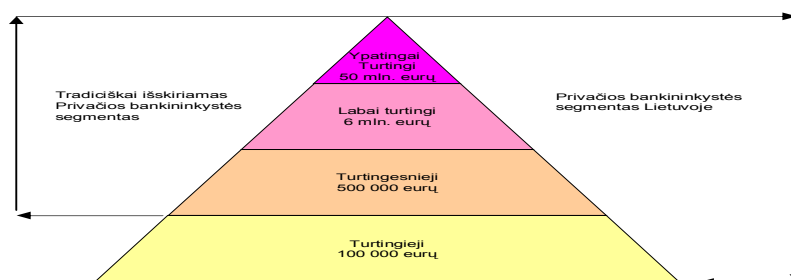 Ypatingai
Turtingi
50 mln. eurų
Tradiciškai išskiriamas
Privačios bankininkystės
segmentas
Labai turtingi
6 mln. eurų
Privačios bankininkystės
segmentas Lietuvoje
Turtingesnieji
500 000 eurų
Turtingieji
100 000 eurų